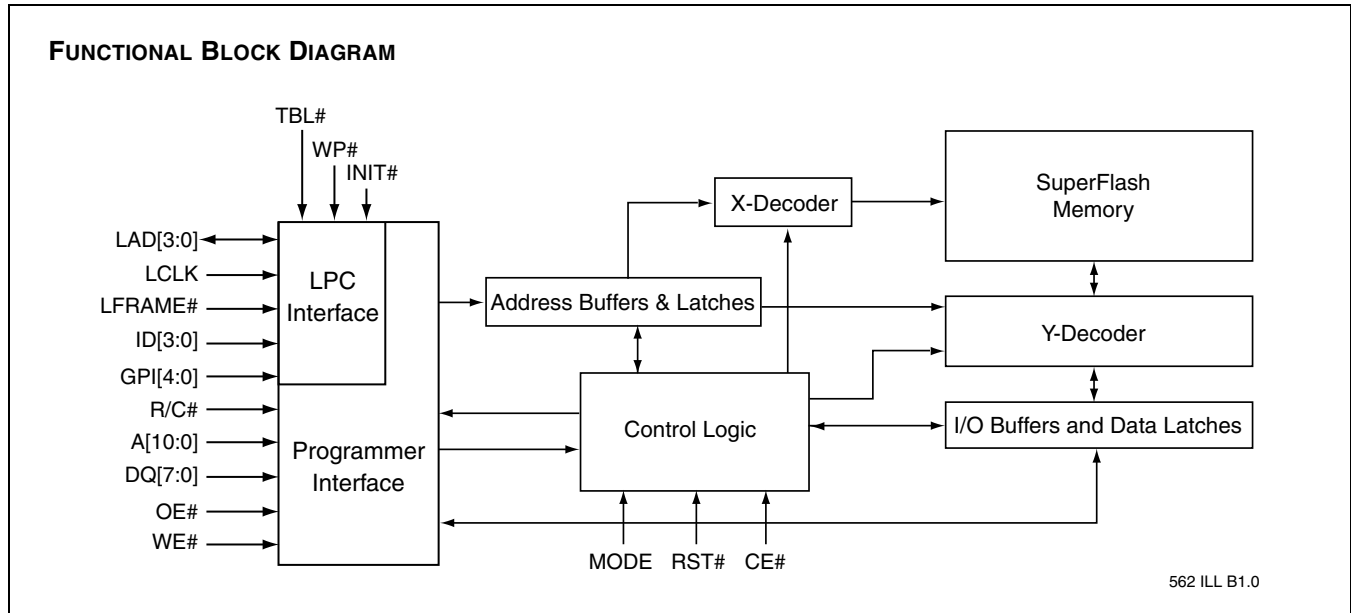 FUNCTIONAL BLOCK DIAGRAM
TBL#
WP#
INIT#
LAD[3:0]
LCLK
LFRAME#
ID[3:0]
GPI[4:0]
R/C#
A[10:0]
DQ[7:0]
OE#
WE#
LPC
Interface
Programmer
Interface
Address Buffers & Latches
X-Decoder
SuperFlash
Memory
Y-Decoder
Control Logic
I/O Buffers and Data Latches
MODE
RST#
CE#
562 ILL B1.0